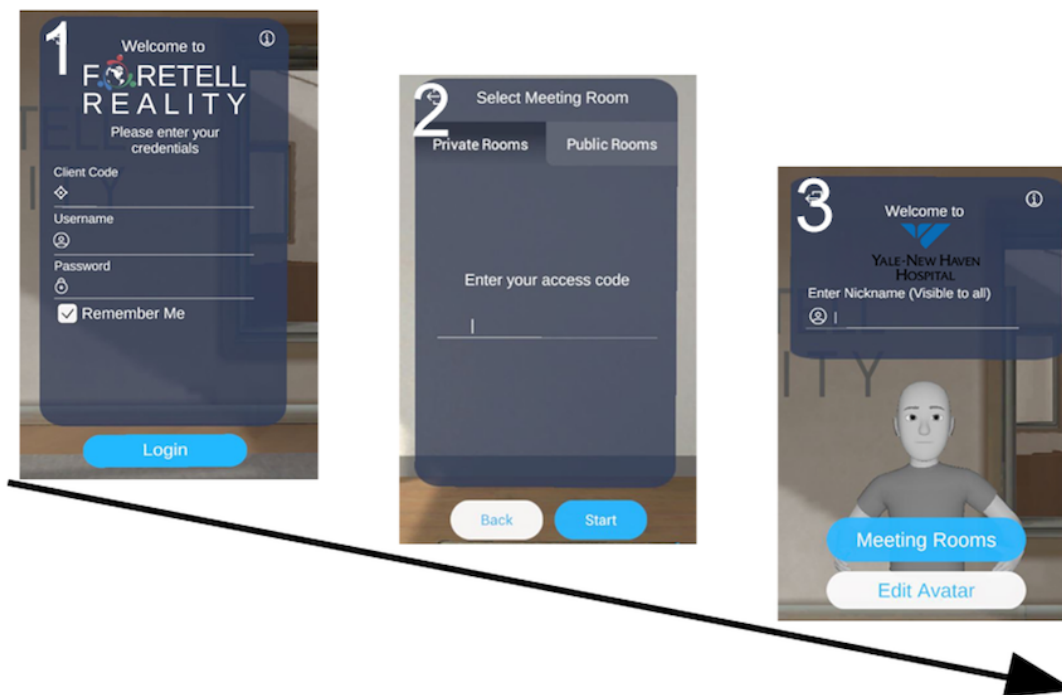 1
Welcome to
FORETELL
REALITY
Please enter your
credentials
Client Code
Username
Password
Remember Me
Login
2
Select Meeting Room
Private Rooms
Public Rooms
Enter your access code
Back
Start
3
Welcome to
YALE-NEW HAVEN
HOSPITAL
Enter Nickname (Visible to all)
Meeting Rooms
Edit Avatar